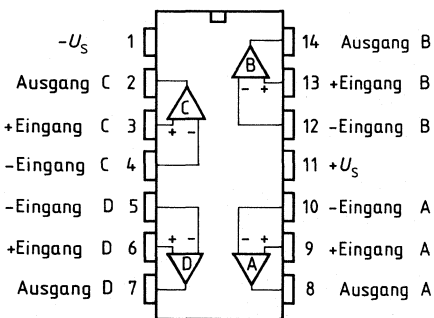 -U_S 1 14 Ausgang B
Ausgang C 2 B
C - + 13 +Eingang B
+Eingang C 3 + - 12 -Eingang B
-Eingang C 4 11 +U_S
-Eingang D 5 10 -Eingang A
+Eingang D 6 + - - + 9 +Eingang A
D A
Ausgang D 7 8 Ausgang A